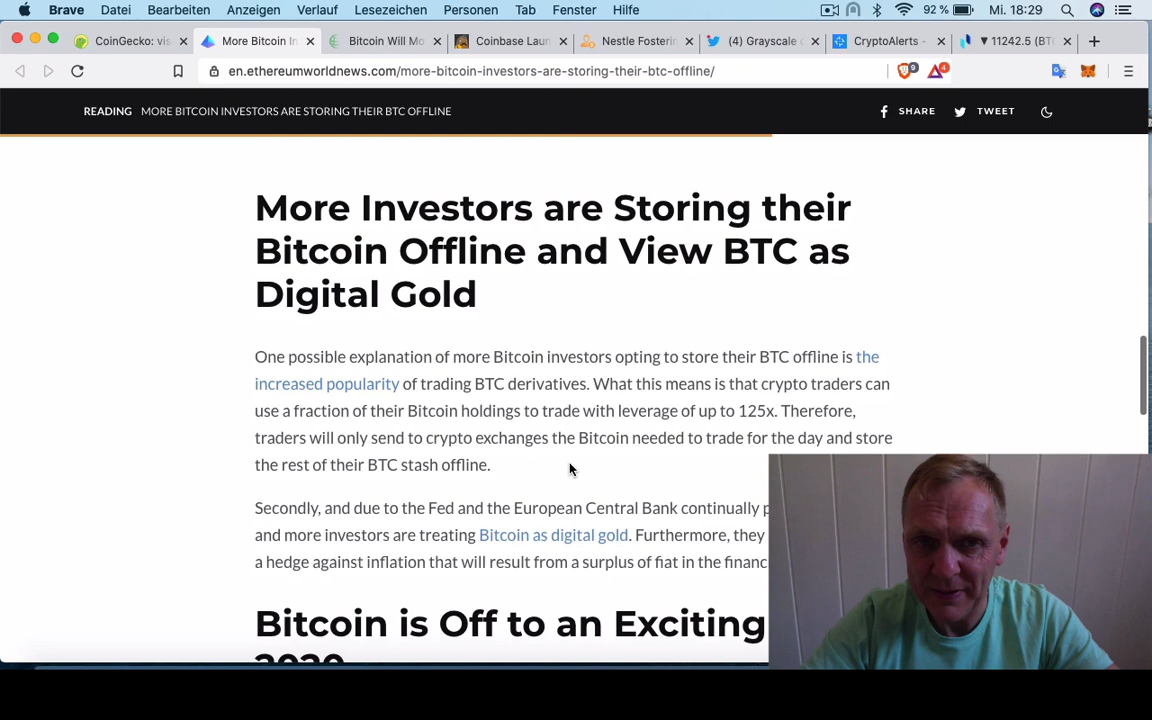 Brave Datei Bearbeiten Anzeigen Verlauf Lesezeichen Personen Tab Fenster Hilfe 92 % Mi. 18:29
CoinGecko: vis More Bitcoin In Bitcoin Will Mo Coinbase Laun Nestle Fosterin (4) Grayscale c CryptoAlerts - ▼11242.5 (BTC
en.ethereumworldnews.com/more-bitcoin-investors-are-storing-their-btc-offline/ 9 4
READING MORE BITCOIN INVESTORS ARE STORING THEIR BTC OFFLINE SHARE TWEET
More Investors are Storing their
Bitcoin Offline and View BTC as
Digital Gold
One possible explanation of more Bitcoin investors opting to store their BTC offline is the
increased popularity of trading BTC derivatives. What this means is that crypto traders can
use a fraction of their Bitcoin holdings to trade with leverage of up to 125x. Therefore,
traders will only send to crypto exchanges the Bitcoin needed to trade for the day and store
the rest of their BTC stash offline.
Secondly, and due to the Fed and the European Central Bank continually
and more investors are treating Bitcoin as digital gold. Furthermore, they
a hedge against inflation that will result from a surplus of fiat in the financ
Bitcoin is Off to an Exciting
2020